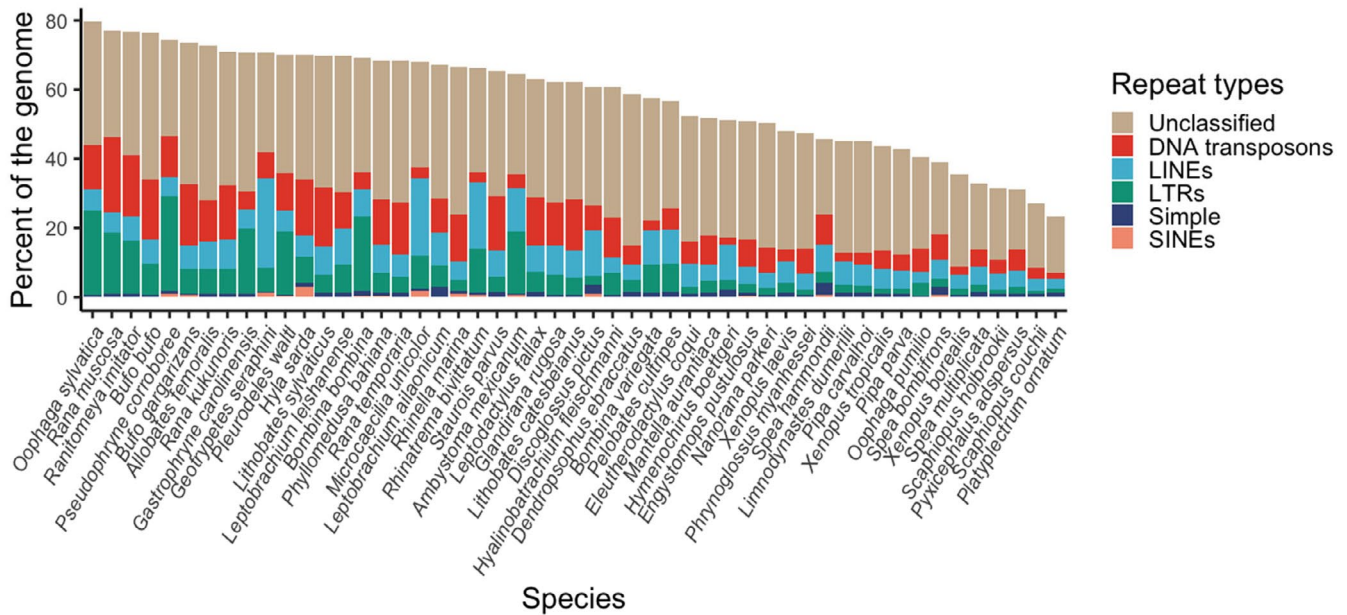 Percent of the genome
80
60
40
20
0
Oophaga sylvatica
Rana muscosa
Ranitomeya imitator
Bufo bufo
Pseudophryne corroboree
Bufo gargarizans
Allobates femoralis
Rana kukunoris
Gastrophryne carolinensis
Geotrypetes seraphini
Pleurodeles waltl
Hyla sarda
Lithobates sylvaticus
Leptobrachium leishanense
Bombina bombina
Phyllomedusa bahiana
Rana temporaria
Microcaecilia unicolor
Leptobrachium ailaonicum
Rhinella marina
Rhinatrema bivittatum
Staurois parvus
Ambystoma mexicanum
Leptodactylus fallax
Glandirana rugosa
Lithobates catesbeianus
Discoglossus pictus
Hyalinobatrachium fleischmanni
Dendropsophus ebraccatus
Bombina variegata
Pelobates cultripes
Eleutherodactylus coqui
Mantella aurantiaca
Hymenochirus boettgeri
Engystomops pustulosus
Nanorana parkeri
Xenopus laevis
Phrynoglossus myanhessei
Spea hammondii
Limnodynastes dumerilii
Pipa carvalhoi
Xenopus tropicalis
Pipa parva
Oophaga pumilio
Spea bombifrons
Xenopus borealis
Spea multiplicata
Scaphiopus holbrookii
Pyxicephalus adspersus
Scaphiopus couchii
Platyplectrum ornatum
Species
Repeat types
Unclassified
DNA transposons
LINEs
LTRs
Simple
SINEs